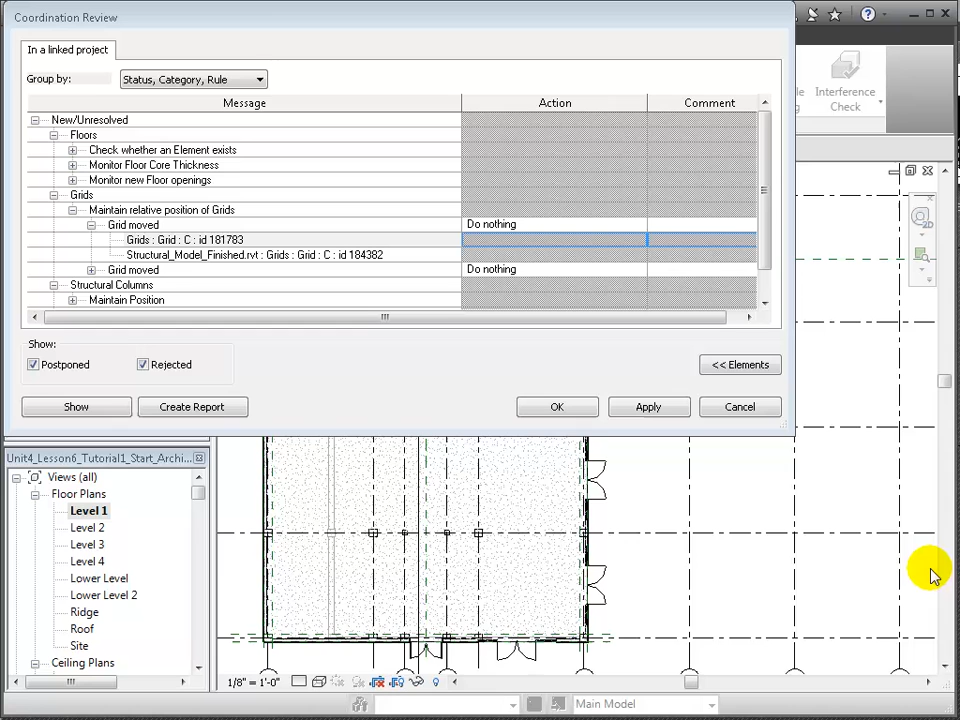 Coordination Review
In a linked project
Group by:
Status, Category, Rule
Message Action Comment
New/Unresolved
Floors
Check whether an Element exists
Monitor Floor Core Thickness
Monitor new Floor openings
Grids
Maintain relative position of Grids
Grid moved Do nothing
Grids : Grid : C : id 181783
Structural_Model_Finished.rvt : Grids : Grid : C : id 184382
Grid moved Do nothing
Structural Columns
Maintain Position
Show:
Postponed Rejected
<< Elements
Show Create Report OK Apply Cancel
Interference
Check
2D
Unit4_Lesson6_Tutorial1_Start_Archi...
Views (all)
Floor Plans
Level 1
Level 2
Level 3
Level 4
Lower Level
Lower Level 2
Ridge
Roof
Site
Ceiling Plans
1/8" = 1'-0"
Main Model